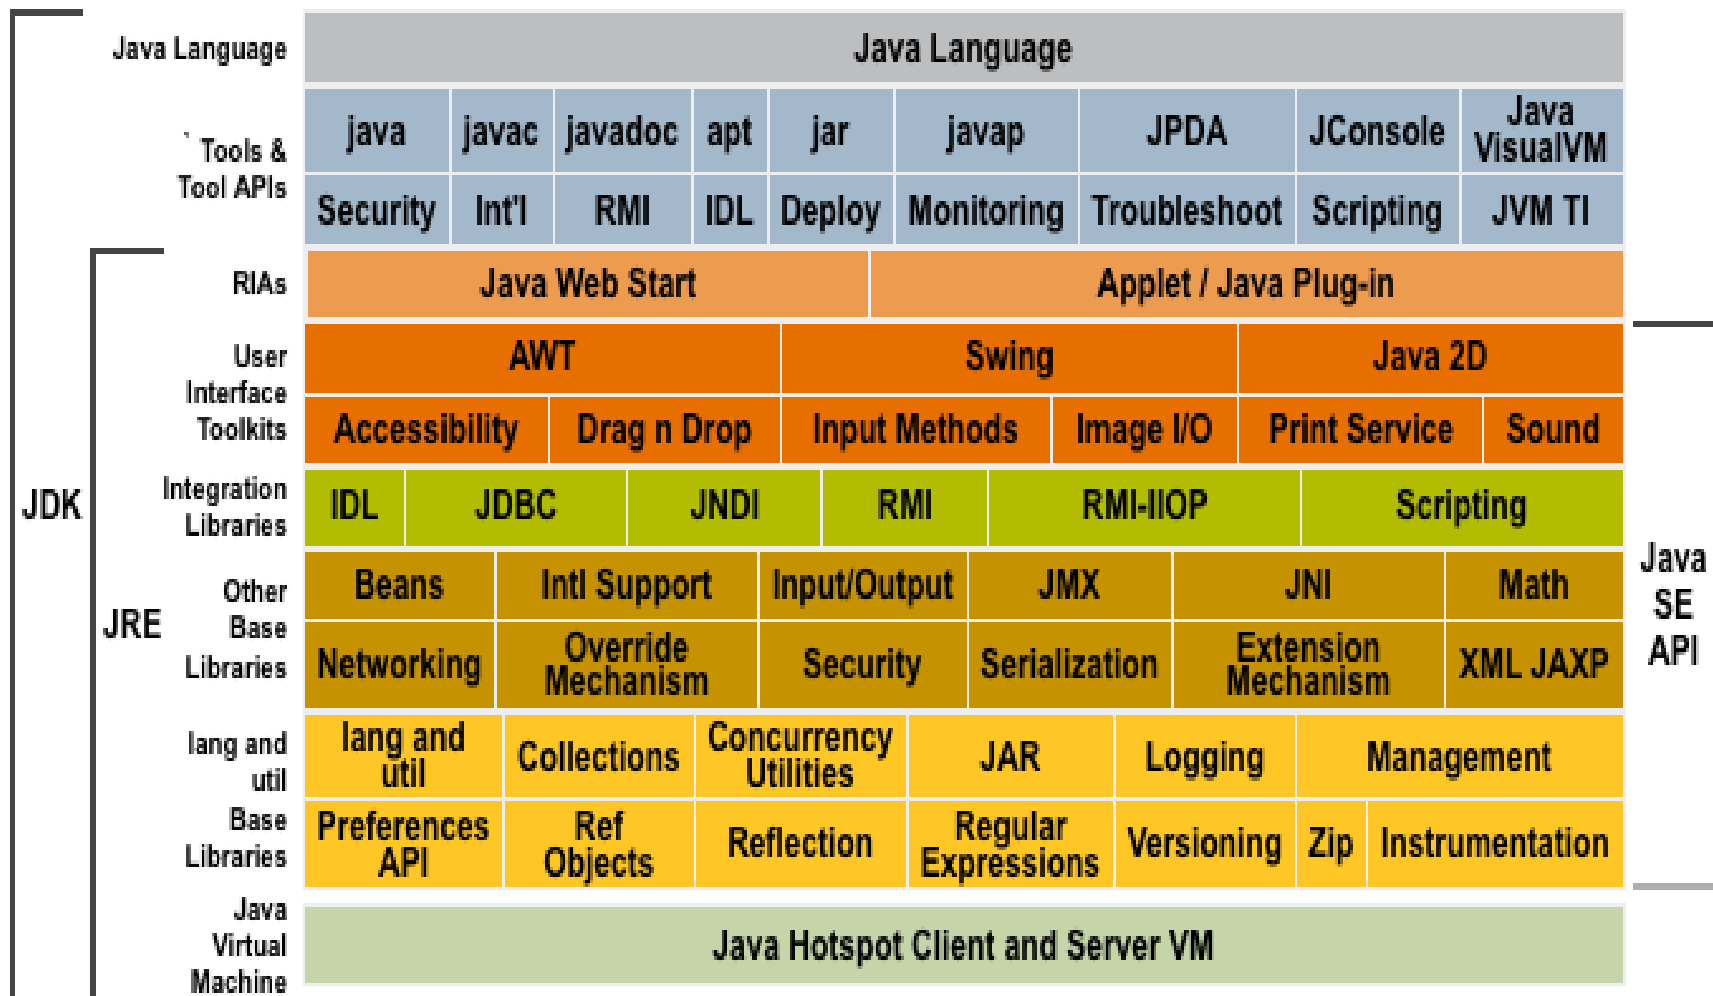 Java Language
Java Language
Tools &
Tool APIs
java javac javadoc apt jar javap JPDA JConsole Java VisualVM
Security Int'l RMI IDL Deploy Monitoring Troubleshoot Scripting JVM TI
RIAs
Java Web Start Applet / Java Plug-in
User
Interface
Toolkits
AWT Swing Java 2D
Accessibility Drag n Drop Input Methods Image I/O Print Service Sound
Integration
Libraries
IDL JDBC JNDI RMI RMI-IIOP Scripting
JDK
JRE
Other
Base
Libraries
Beans Intl Support Input/Output JMX JNI Math
Networking Override Mechanism Security Serialization Extension Mechanism XML JAXP
Java
SE
API
lang and
util
Base
Libraries
lang and util Collections Concurrency Utilities JAR Logging Management
Preferences API Ref Objects Reflection Regular Expressions Versioning Zip Instrumentation
Java
Virtual
Machine
Java Hotspot Client and Server VM